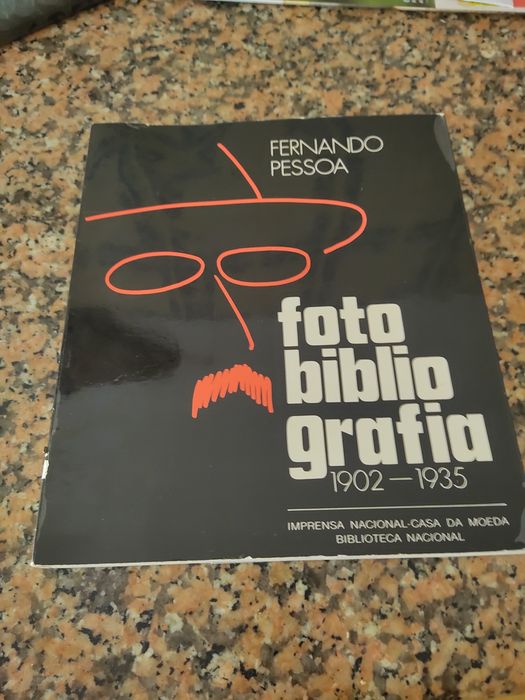 FERNANDO
PESSOA
foto
biblio
grafia
1902—1935
IMPRENSA NACIONAL-CASA DA MOEDA
BIBLIOTECA NACIONAL